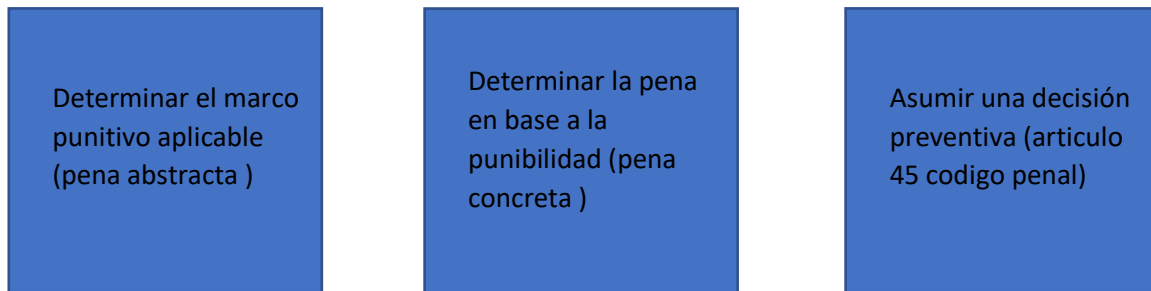 Determinar el marco
punitivo aplicable
(pena abstracta )
Determinar la pena
en base a la
punibilidad (pena
concreta )
Asumir una decisión
preventiva (articulo
45 codigo penal)